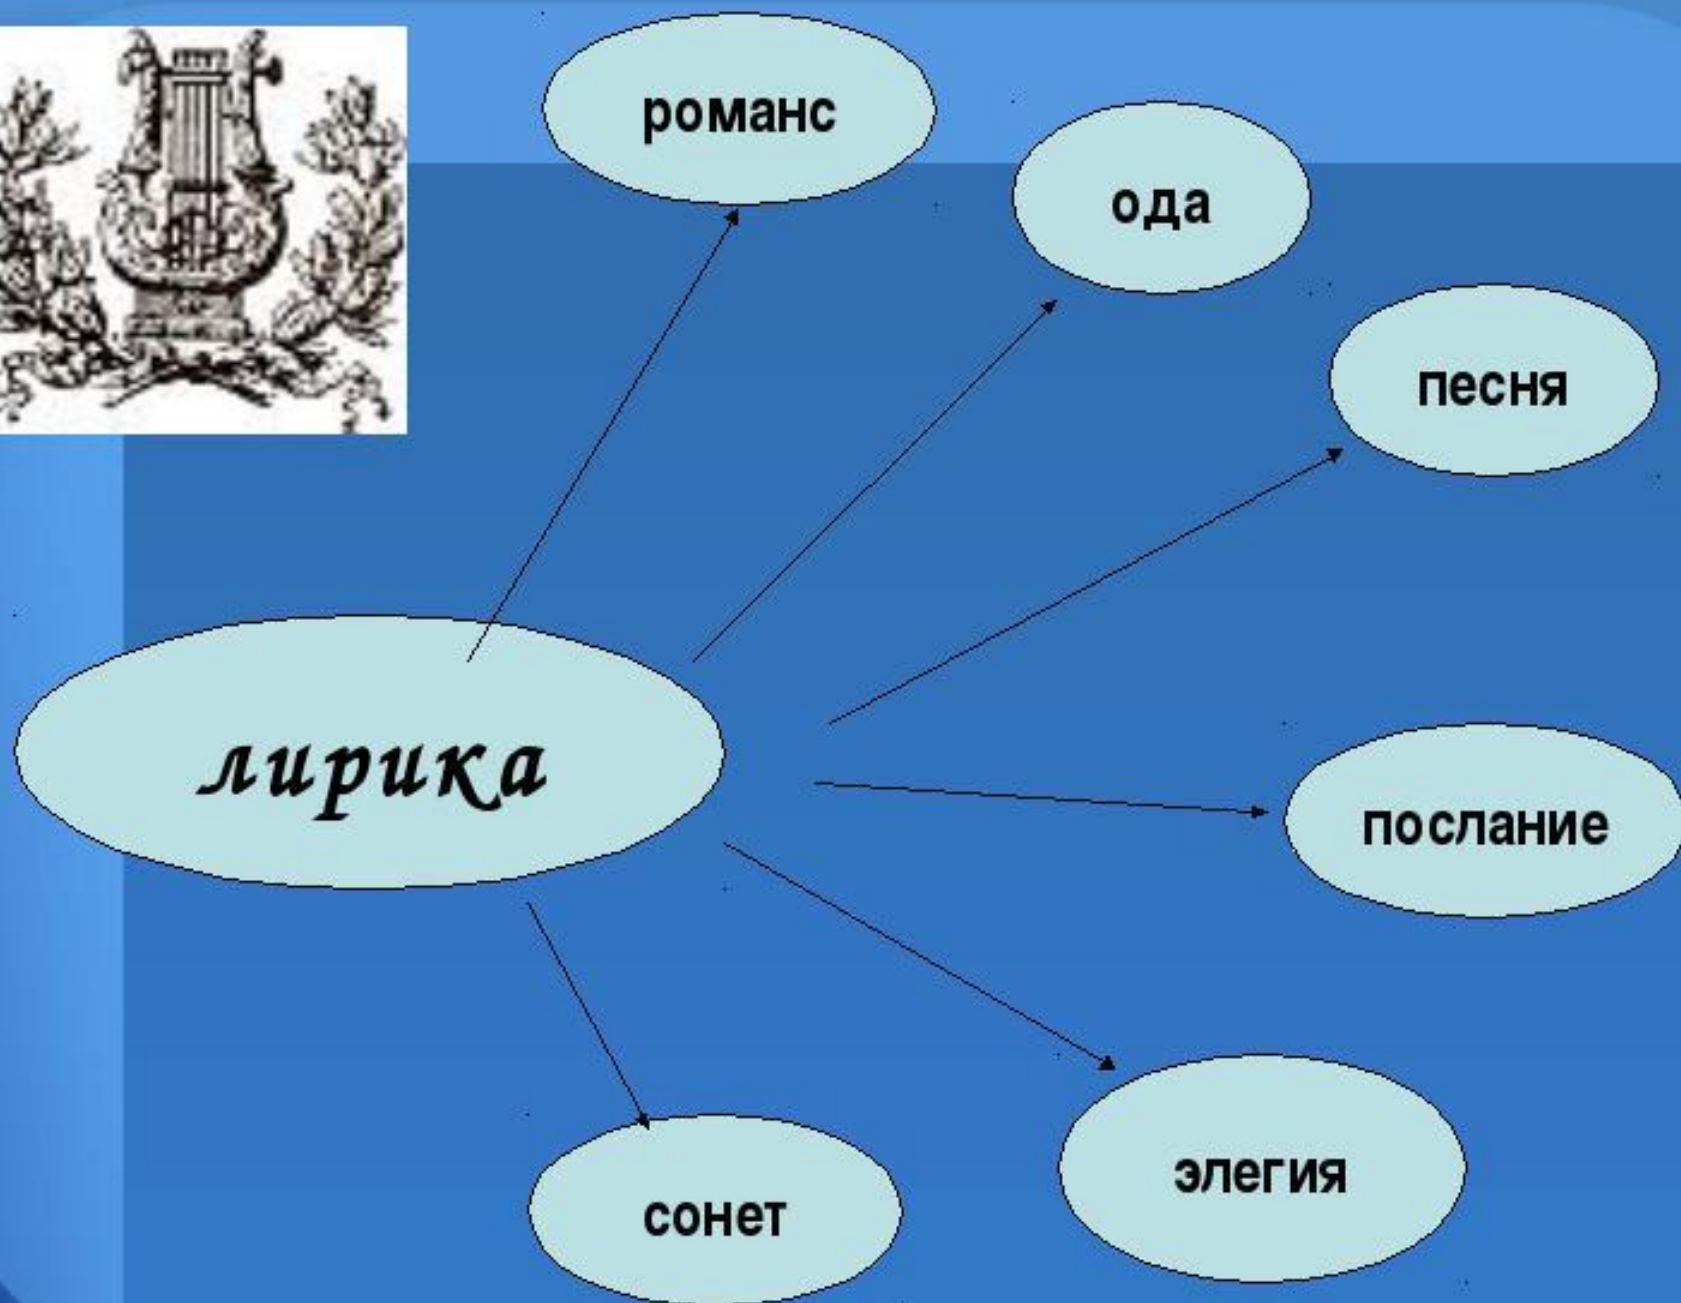 романс
ода
песня
лирика
послание
элегия
сонет